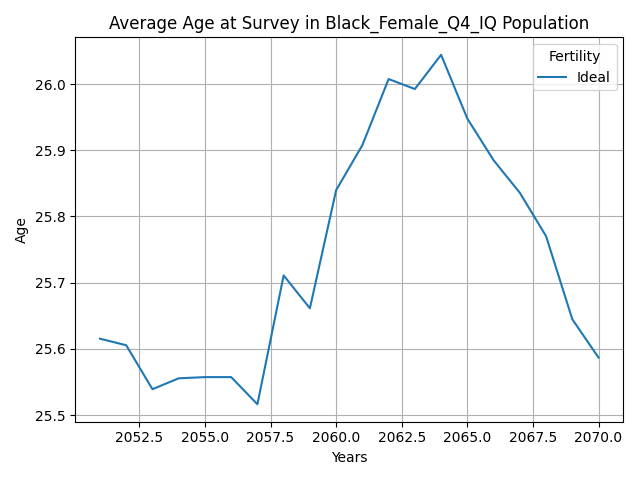 Average Age at Survey in Black_Female_Q4_IQ Population
Fertility
Ideal
26.0
25.9
25.8
25.7
25.6
25.5
Age
2052.5 2055.0 2057.5 2060.0 2062.5 2065.0 2067.5 2070.0
Years